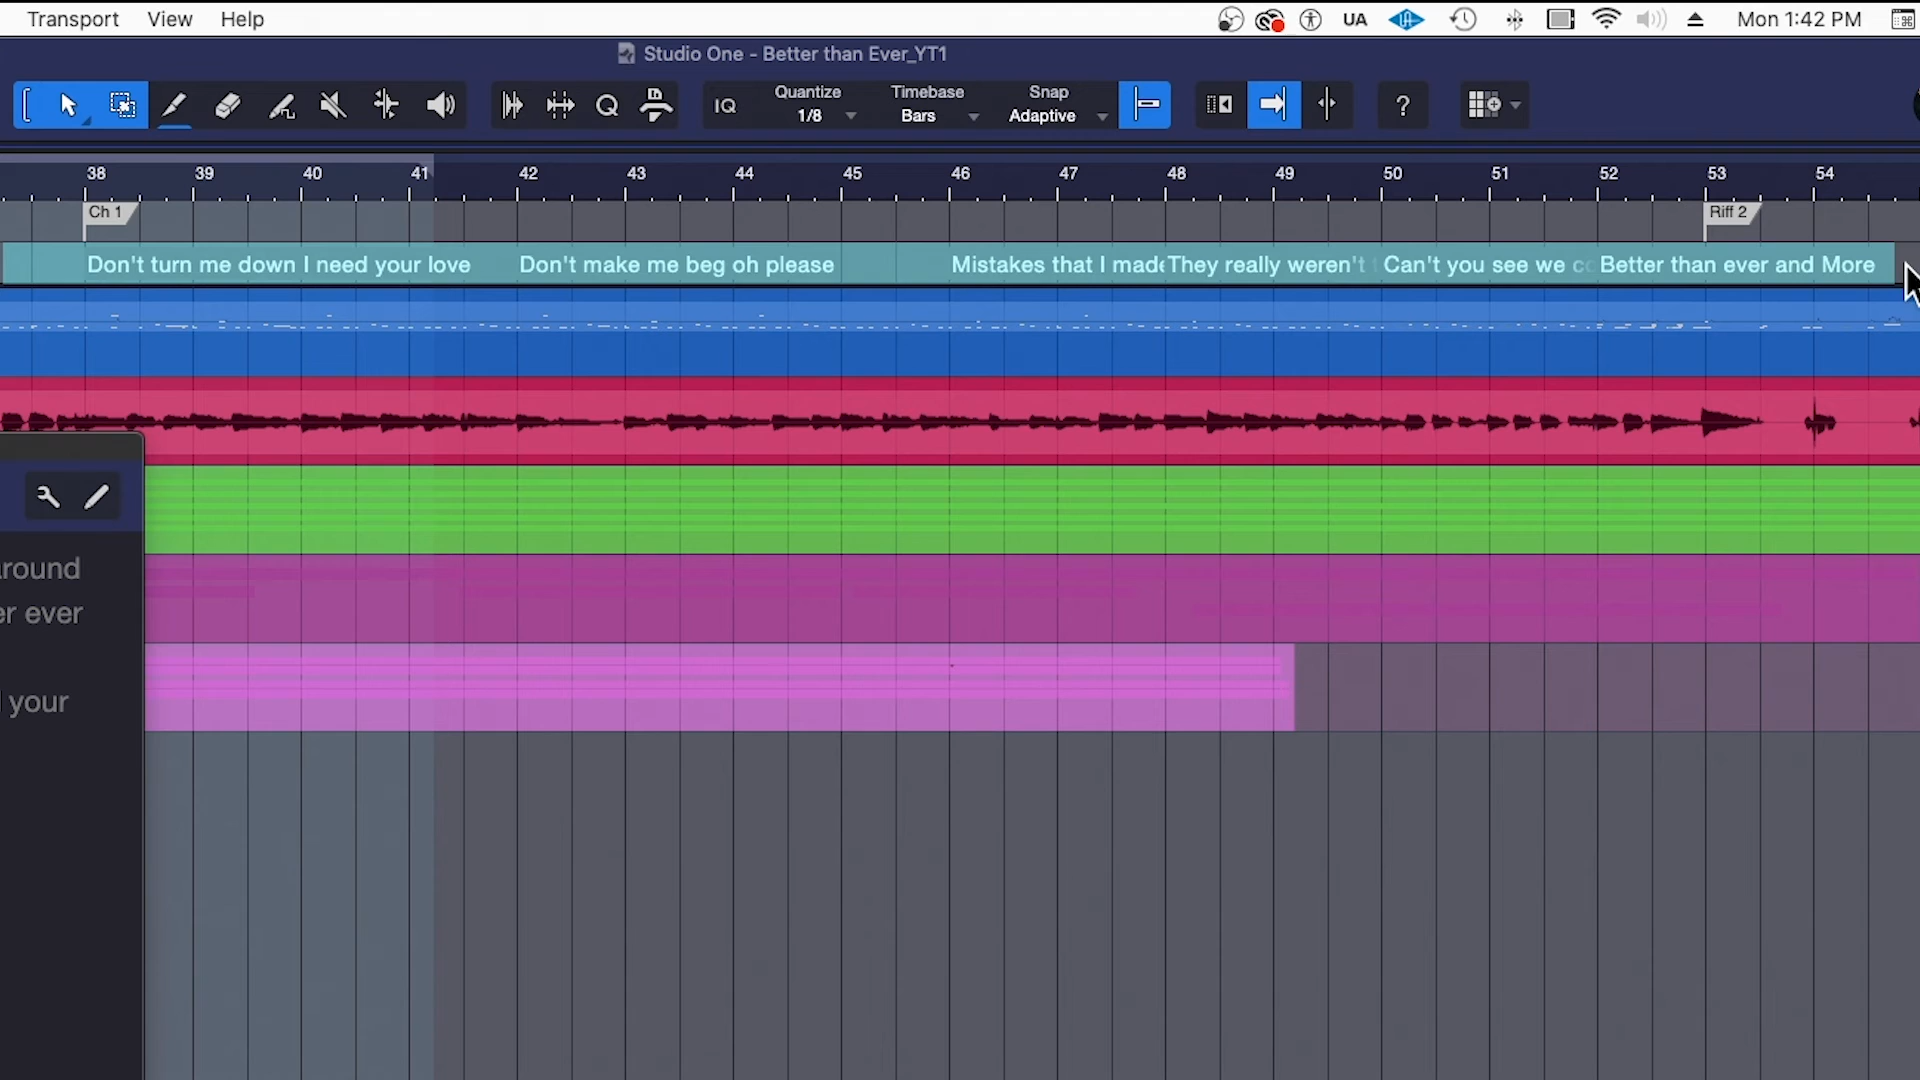 Transport View Help UA Mon 1:42 PM
Studio One - Better than Ever_YT1
IQ Quantize 1/8 Timebase Bars Snap Adaptive ?
38 39 40 41 42 43 44 45 46 47 48 49 50 51 52 53 54
Ch 1 Riff 2
Don't turn me down I need your love Don't make me beg oh please Mistakes that I made They really weren't Can't you see we Better than ever and More
round
er ever
your